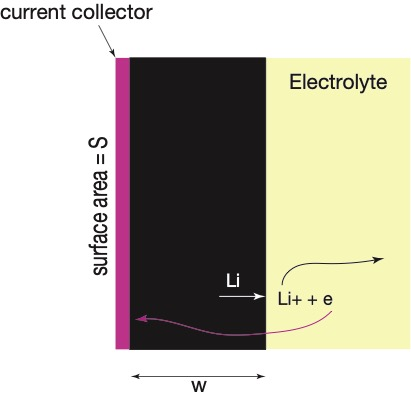 current collector
Electrolyte
surface area = S
Li
Li+ + e
w